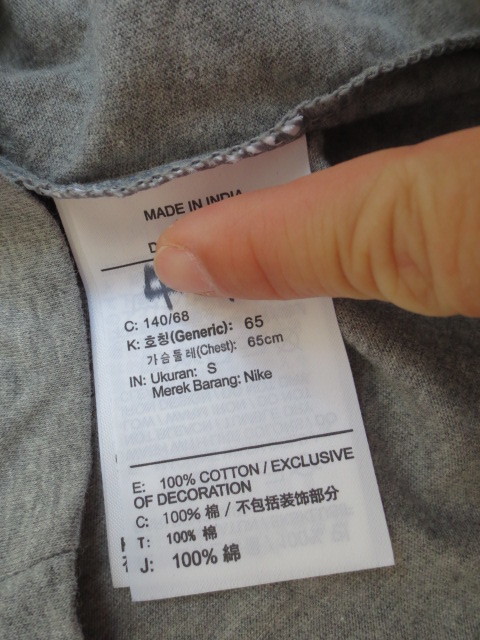 MADE IN INDIA
C: 140/68
K: 호칭(Generic): 65
가슴둘레(Chest): 65cm
IN: Ukuran: S
Merek Barang: Nike
E: 100% COTTON / EXCLUSIVE
OF DECORATION
C: 100% 棉 / 不包括装饰部分
T: 100% 棉
J: 100% 綿